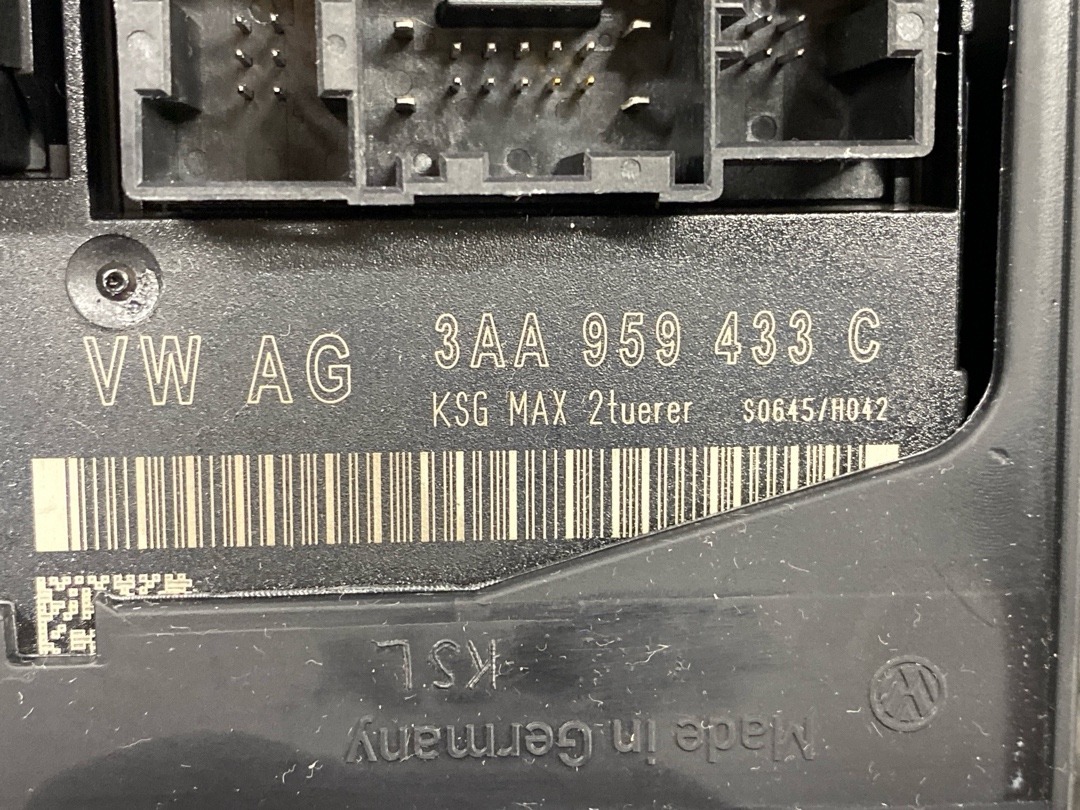 VW AG 3AA 959 433 C
KSG MAX 2tuerer S0645/H042
KSL
Made in Germany